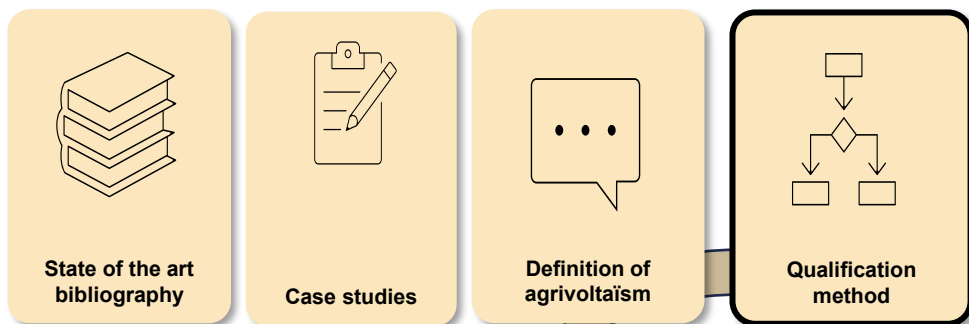 State of the art
bibliography
Case studies
Definition of
agrivoltaïsm
Qualification
method